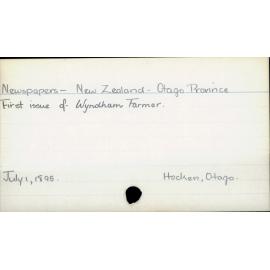 Newspapers - New Zealand - Otago Province
First issue of Wyndham Farmer.
July 1, 1895.
Hocken, Otago.